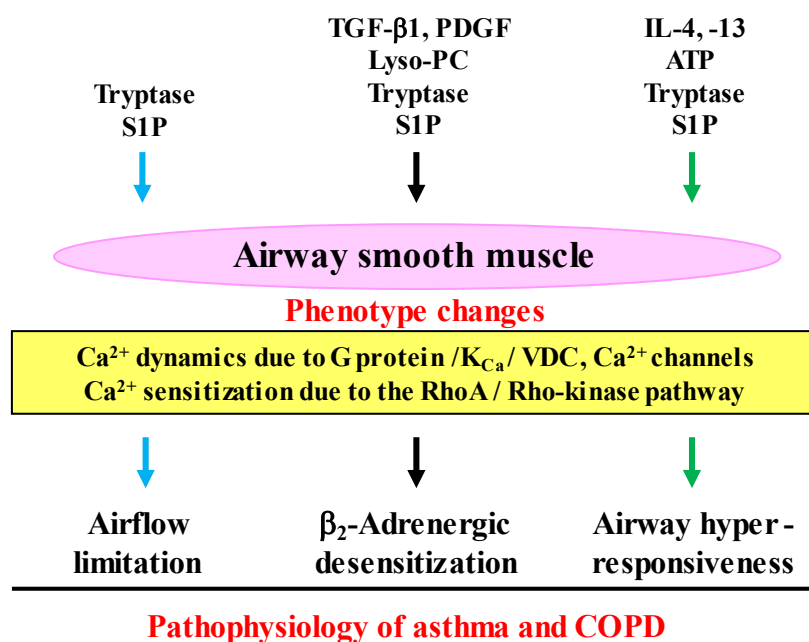 Tryptase
S1P
TGF-β1, PDGF
Lyso-PC
Tryptase
S1P
IL-4, -13
ATP
Tryptase
S1P
Airway smooth muscle
Phenotype changes
Ca²⁺ dynamics due to G protein /K_Ca / VDC, Ca²⁺ channels
Ca²⁺ sensitization due to the RhoA / Rho-kinase pathway
Airflow
limitation
β₂-Adrenergic
desensitization
Airway hyper-
responsiveness
Pathophysiology of asthma and COPD